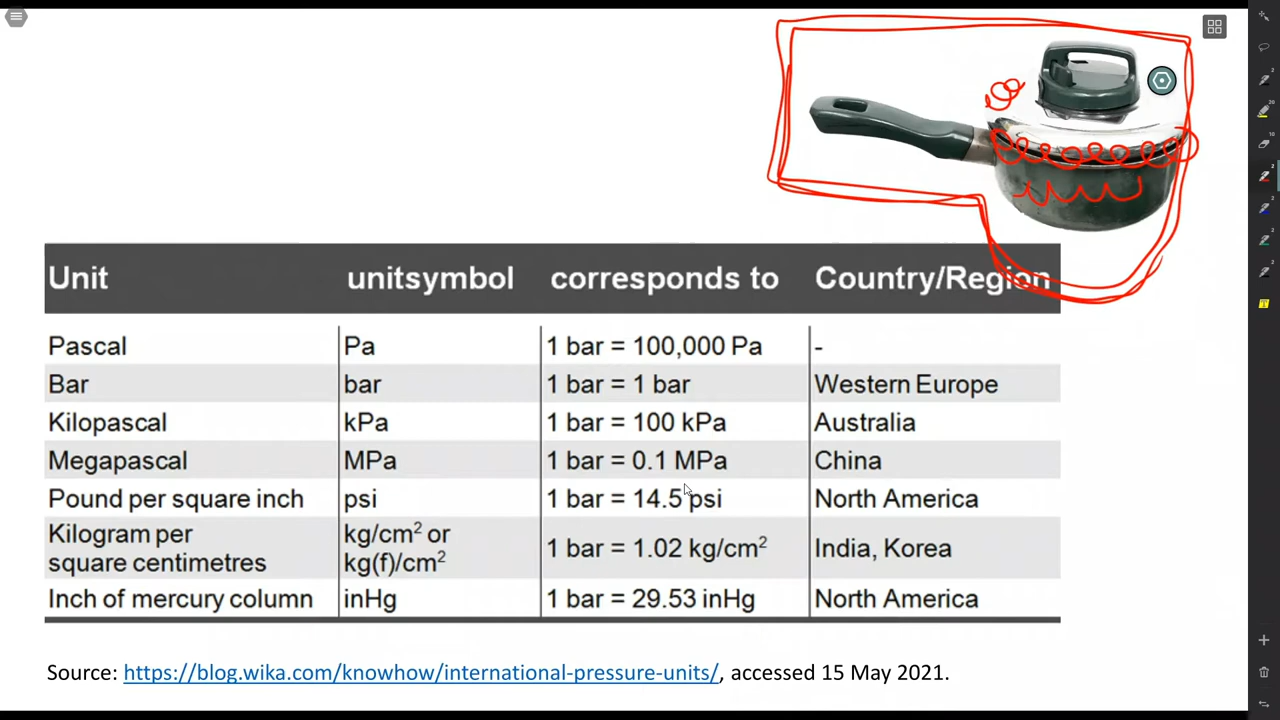 Unit unitsymbol corresponds to Country/Region
Pascal Pa 1 bar = 100,000 Pa -
Bar bar 1 bar = 1 bar Western Europe
Kilopascal kPa 1 bar = 100 kPa Australia
Megapascal MPa 1 bar = 0.1 MPa China
Pound per square inch psi 1 bar = 14.5 psi North America
Kilogram per square centimetres kg/cm² or kg(f)/cm² 1 bar = 1.02 kg/cm² India, Korea
Inch of mercury column inHg 1 bar = 29.53 inHg North America
Source: https://blog.wika.com/knowhow/international-pressure-units/, accessed 15 May 2021.